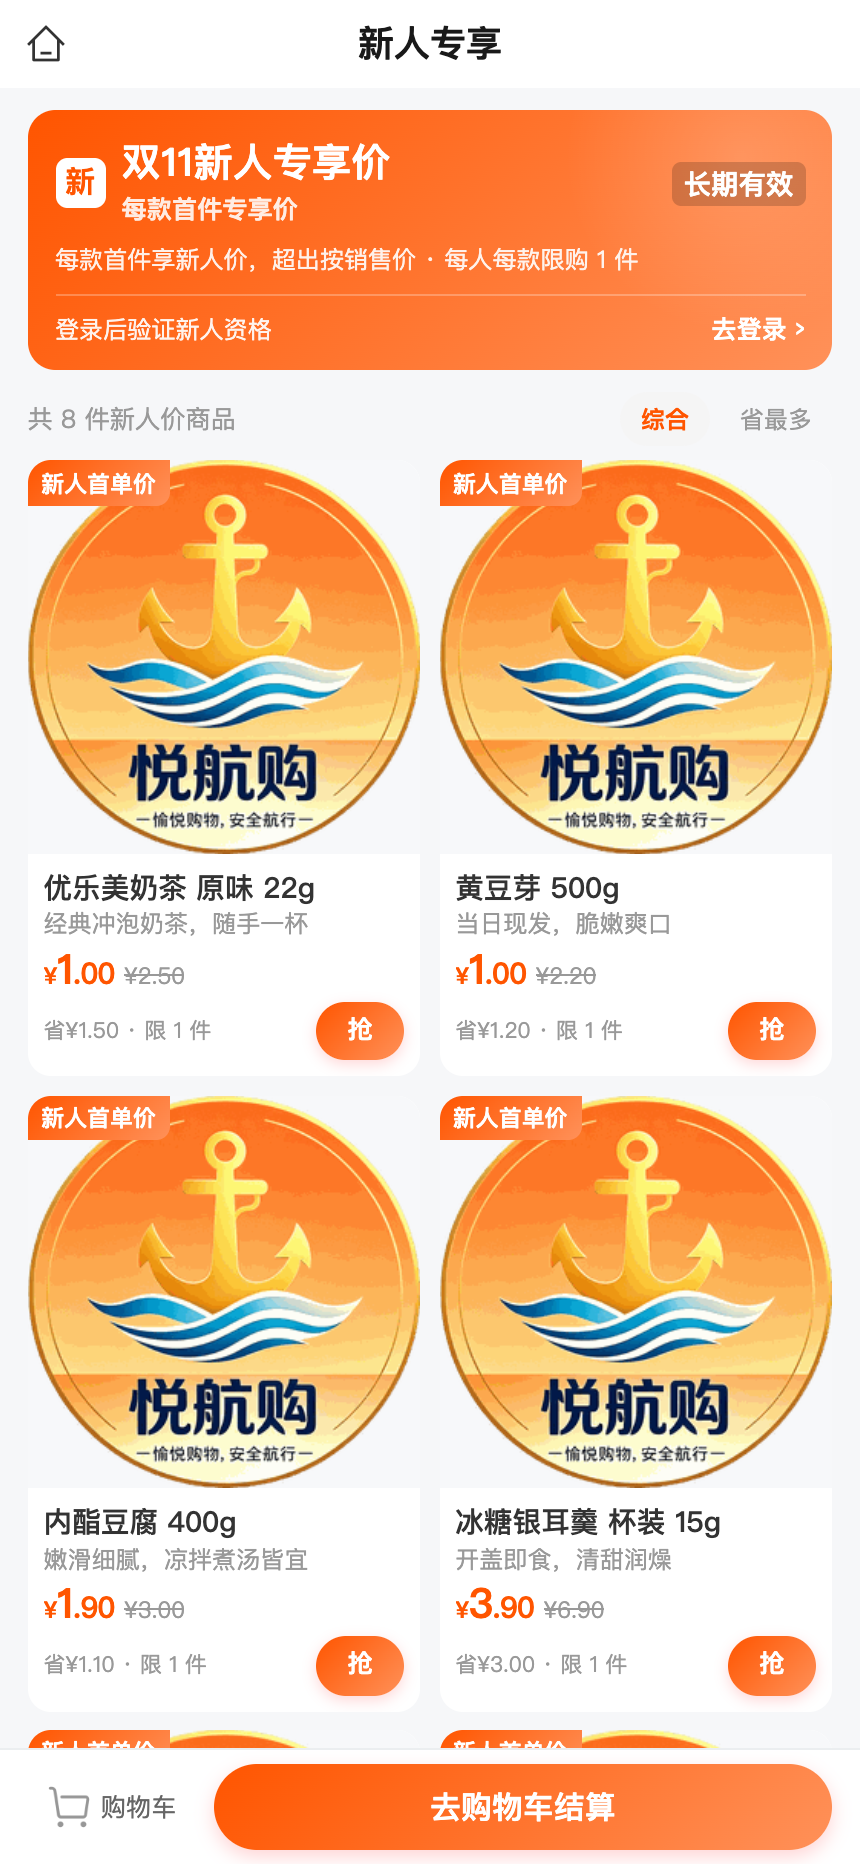 新人专享
新
双11新人专享价
每款首件专享价
长期有效
每款首件享新人价，超出按销售价 · 每人每款限购 1 件
登录后验证新人资格
去登录 ›
共 8 件新人价商品
综合
省最多
新人首单价
悦航购
愉悦购物,安全航行
优乐美奶茶 原味 22g
经典冲泡奶茶，随手一杯
¥1.00 ¥2.50
省¥1.50 · 限 1 件
抢
新人首单价
悦航购
愉悦购物,安全航行
黄豆芽 500g
当日现发，脆嫩爽口
¥1.00 ¥2.20
省¥1.20 · 限 1 件
抢
新人首单价
悦航购
愉悦购物,安全航行
内酯豆腐 400g
嫩滑细腻，凉拌煮汤皆宜
¥1.90 ¥3.00
省¥1.10 · 限 1 件
抢
新人首单价
悦航购
愉悦购物,安全航行
冰糖银耳羹 杯装 15g
开盖即食，清甜润燥
¥3.90 ¥6.90
省¥3.00 · 限 1 件
抢
新人首单价
新人首单价
购物车
去购物车结算